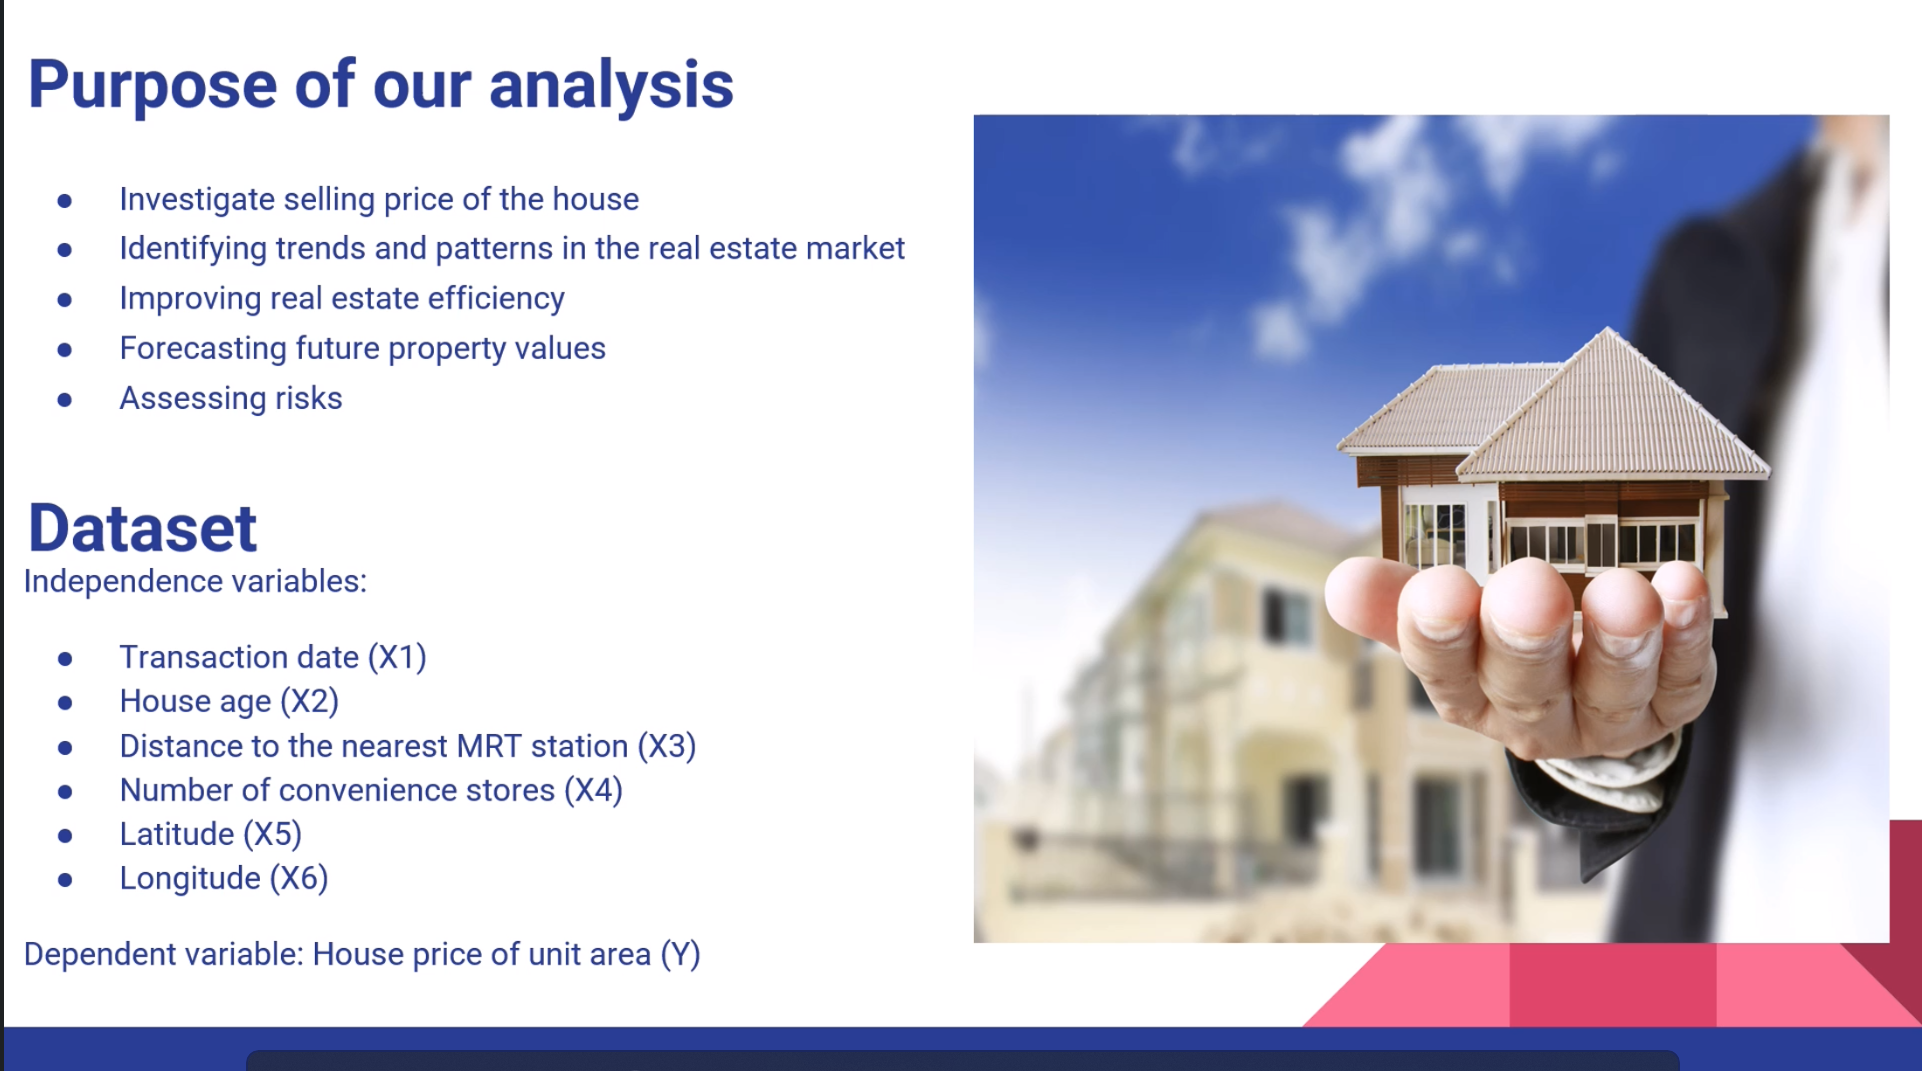 Purpose of our analysis
● Investigate selling price of the house
● Identifying trends and patterns in the real estate market
● Improving real estate efficiency
● Forecasting future property values
● Assessing risks
Dataset
Independence variables:
● Transaction date (X1)
● House age (X2)
● Distance to the nearest MRT station (X3)
● Number of convenience stores (X4)
● Latitude (X5)
● Longitude (X6)
Dependent variable: House price of unit area (Y)